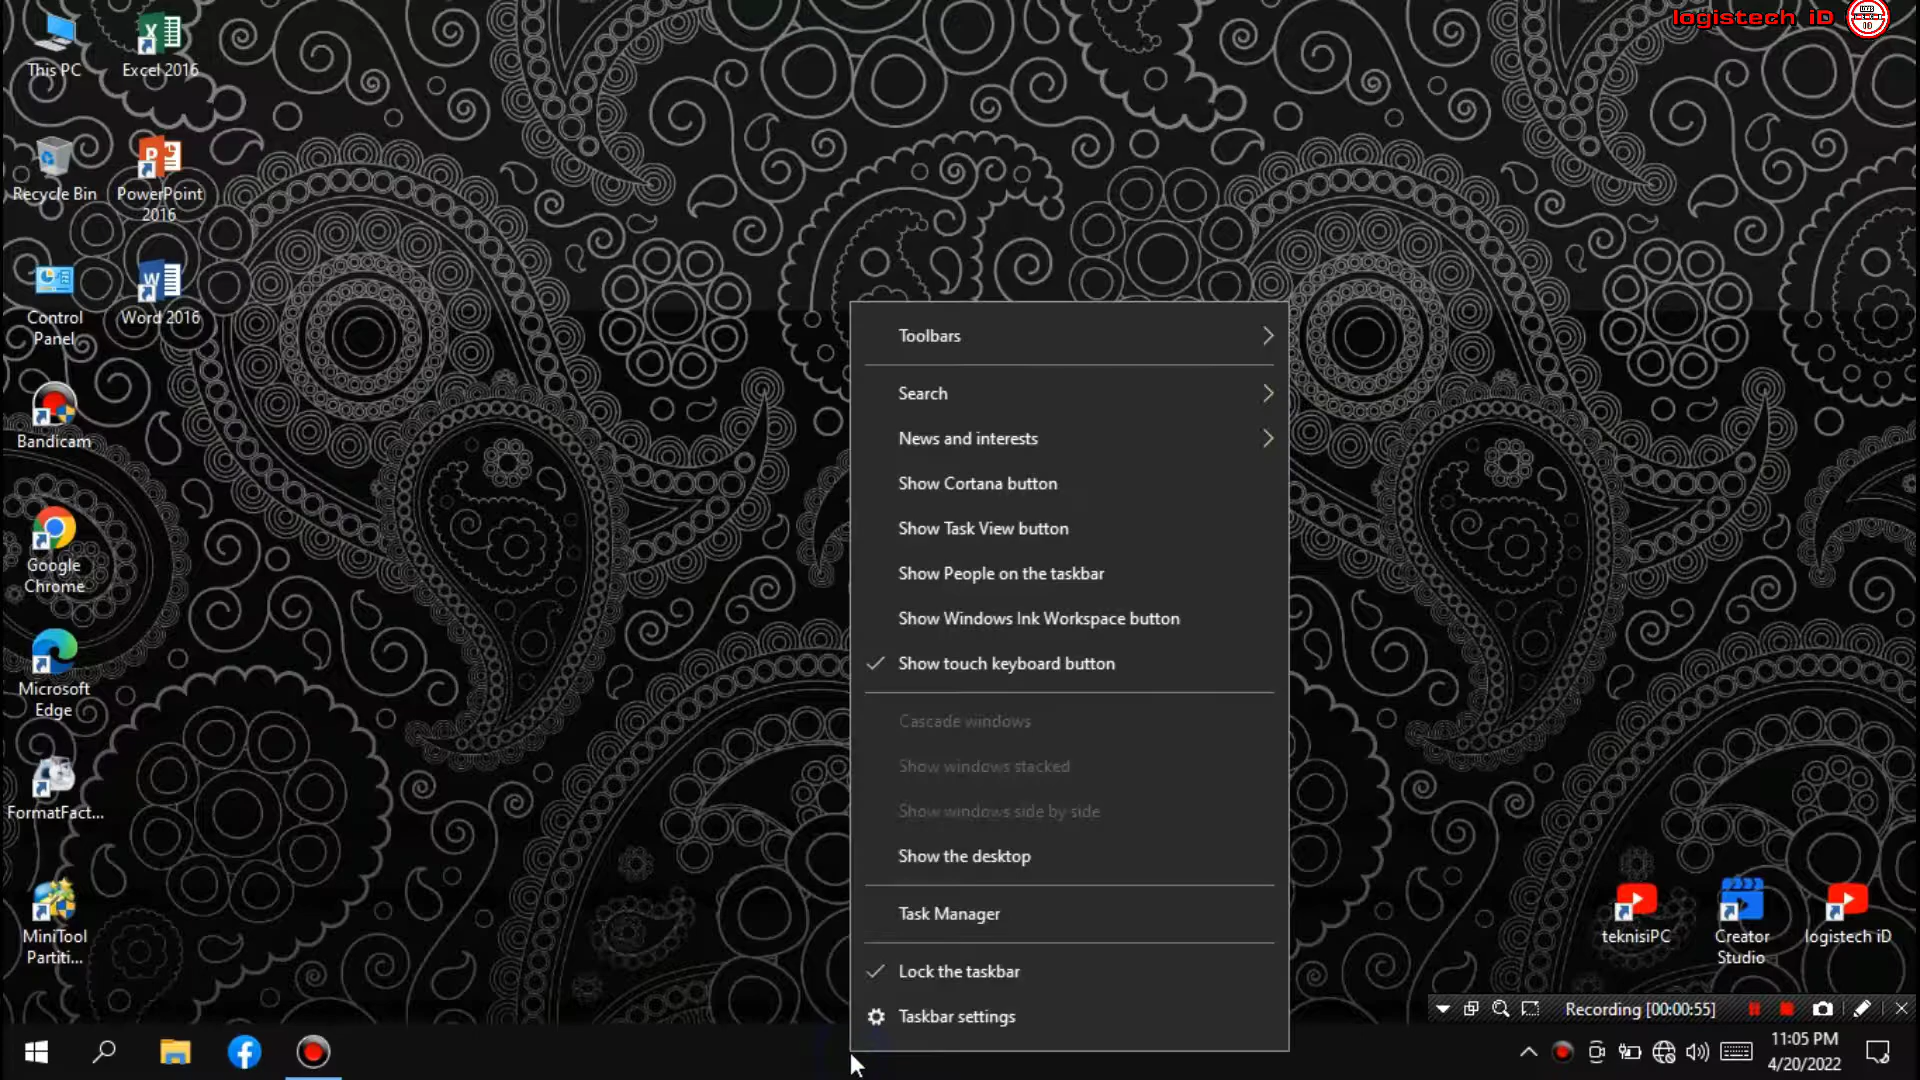 logistech iD
This PC
Excel 2016
Recycle Bin
PowerPoint
2016
Control
Panel
Word 2016
Bandicam
Google
Chrome
Microsoft
Edge
FormatFact...
MiniTool
Partiti...
Toolbars
Search
News and interests
Show Cortana button
Show Task View button
Show People on the taskbar
Show Windows Ink Workspace button
Show touch keyboard button
Cascade windows
Show windows stacked
Show windows side by side
Show the desktop
Task Manager
Lock the taskbar
Taskbar settings
teknisiPC
Creator
Studio
logistech iD
Recording [00:00:55]
11:05 PM
4/20/2022